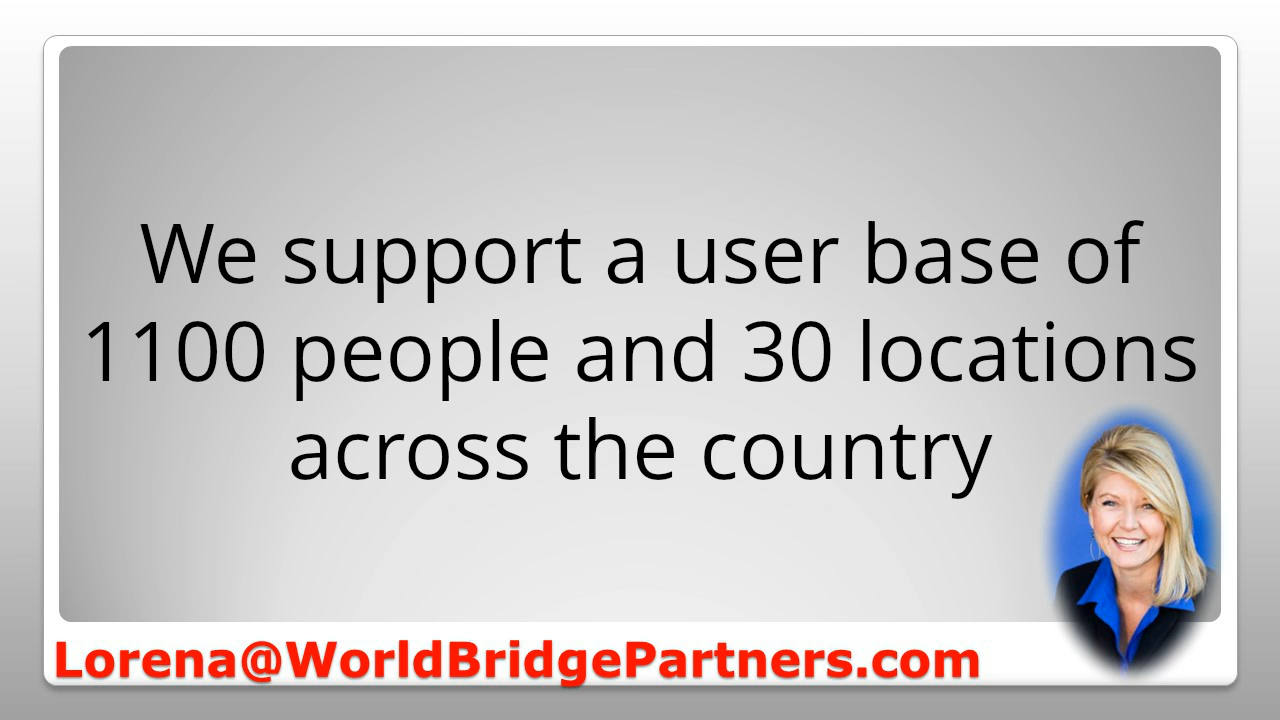 We support a user base of
1100 people and 30 locations
across the country
Lorena@WorldBridgePartners.com